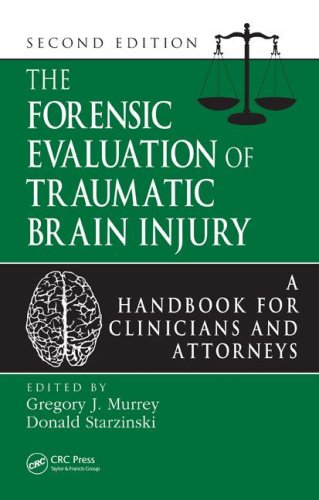 SECOND EDITION
THE
FORENSIC
EVALUATION OF
TRAUMATIC
BRAIN INJURY
A
HANDBOOK FOR
CLINICIANS AND
ATTORNEYS
EDITED BY
Gregory J. Murrey
Donald Starzinski
CRC
CRC Press
Taylor & Francis Group